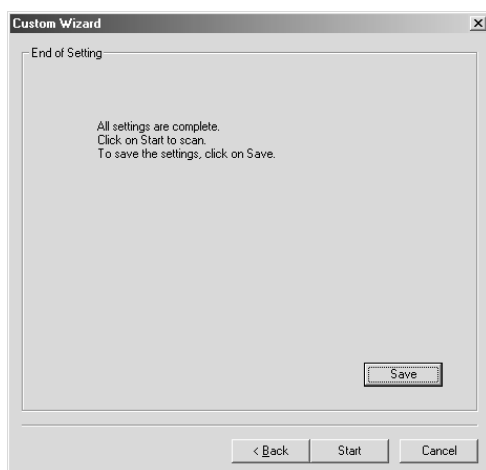 Custom Wizard
End of Setting
All settings are complete.
Click on Start to scan.
To save the settings, click on Save.
Save
< Back
Start
Cancel